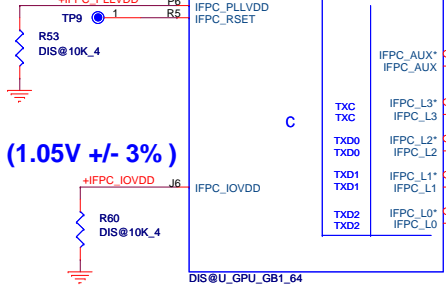 +IFPC_PLLVDD P6 IFPC_PLLVDD
TP9 1 R5 IFPC_RSET
R53
DIS@10K_4
IFPC_AUX*
IFPC_AUX
C
TXC IFPC_L3*
TXC IFPC_L3
TXD0 IFPC_L2*
TXD0 IFPC_L2
(1.05V +/- 3% )
TXD1 IFPC_L1*
TXD1 IFPC_L1
+IFPC_IOVDD J6 IFPC_IOVDD
TXD2 IFPC_L0*
TXD2 IFPC_L0
R60
DIS@10K_4
DIS@U_GPU_GB1_64